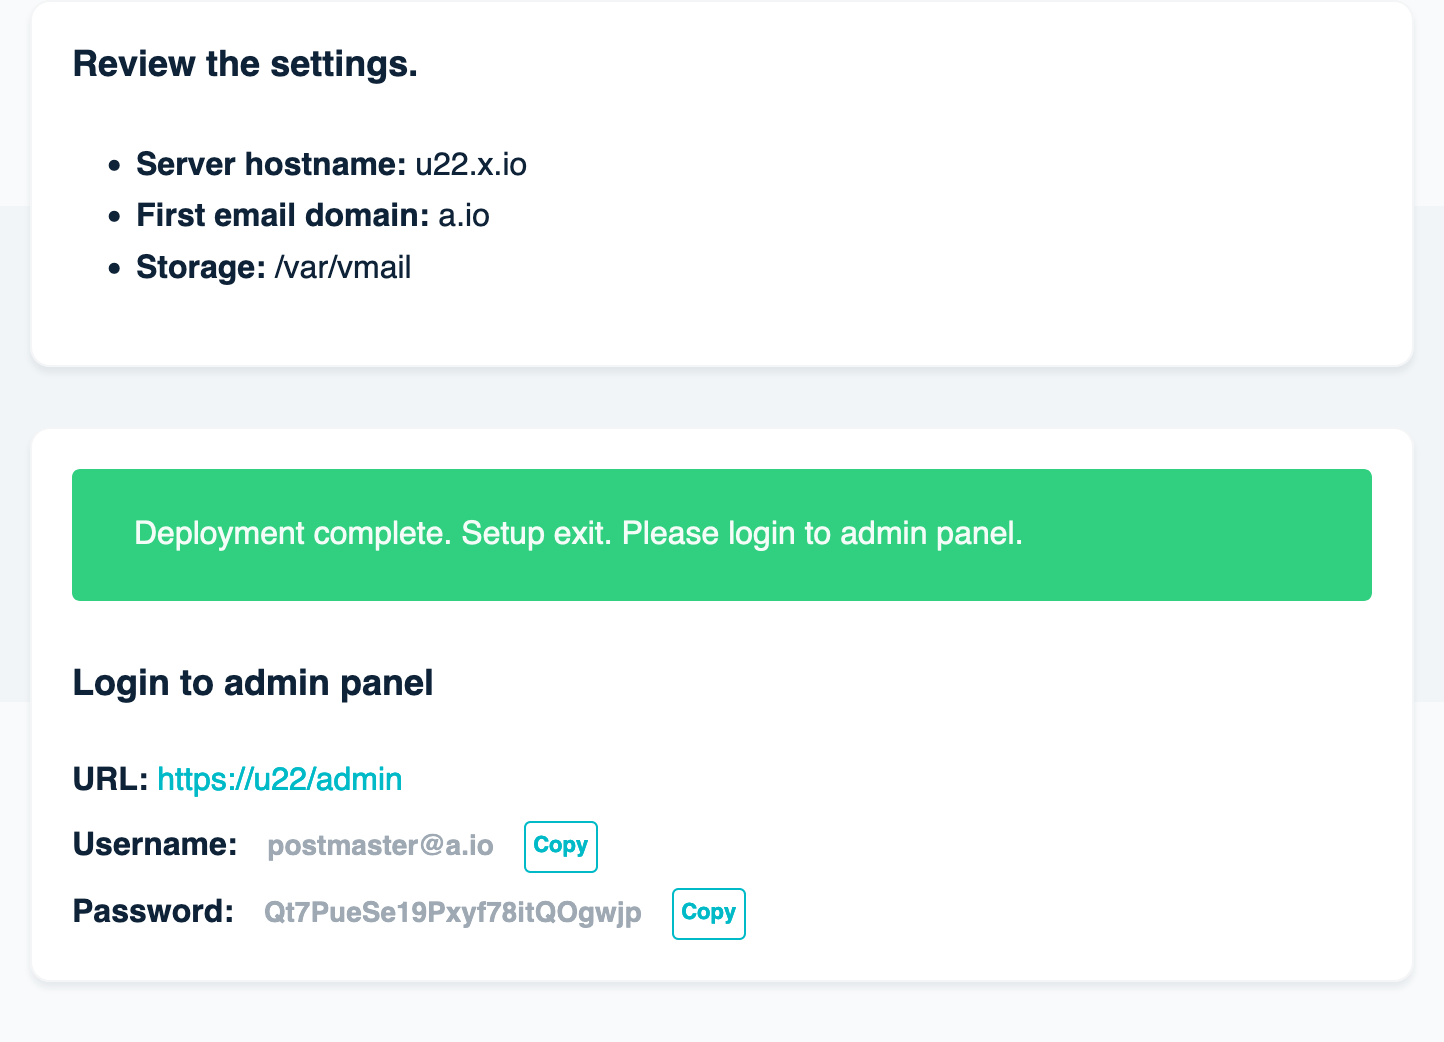 Review the settings.
Server hostname: u22.x.io
First email domain: a.io
Storage: /var/vmail
Deployment complete. Setup exit. Please login to admin panel.
Login to admin panel
URL: https://u22/admin
Username: postmaster@a.io Copy
Password: Qt7PueSe19Pxyf78itQOgwjp Copy